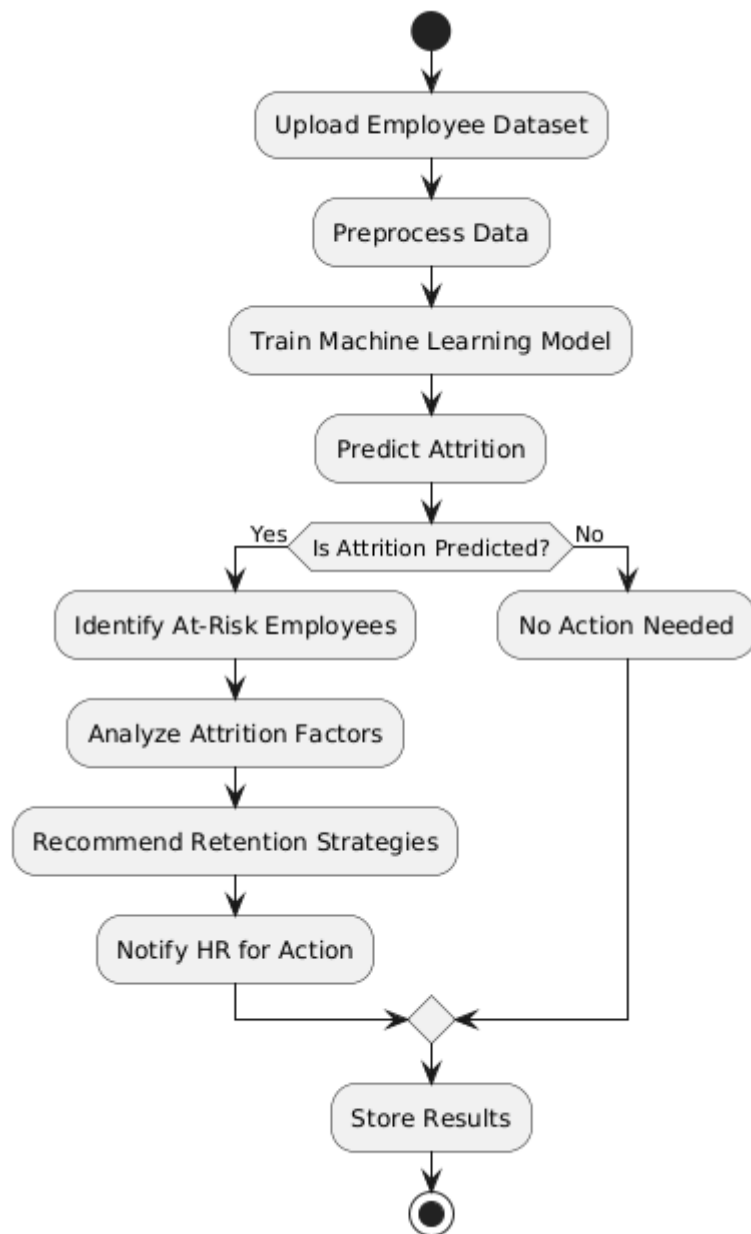 Upload Employee Dataset
Preprocess Data
Train Machine Learning Model
Predict Attrition
Yes
Is Attrition Predicted?
No
Identify At-Risk Employees
No Action Needed
Analyze Attrition Factors
Recommend Retention Strategies
Notify HR for Action
Store Results